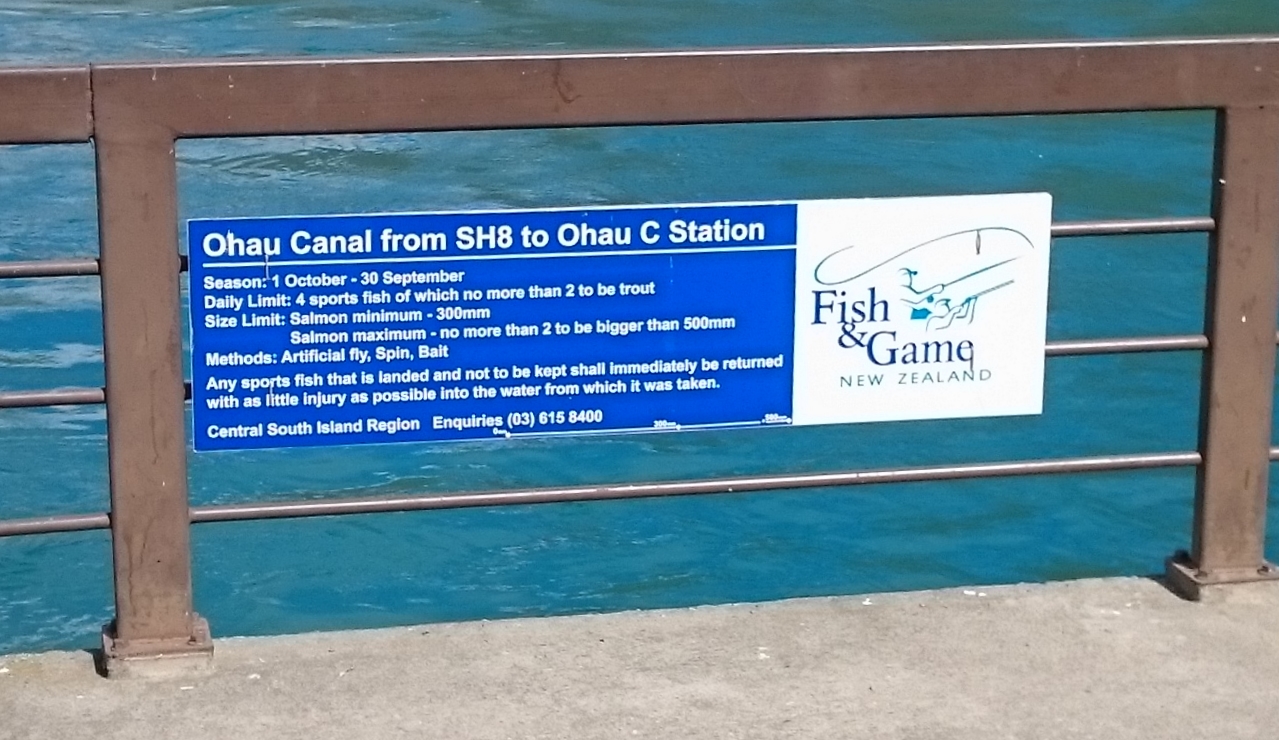 Ohau Canal from SH8 to Ohau C Station
Season: 1 October - 30 September
Daily Limit: 4 sports fish of which no more than 2 to be trout
Size Limit: Salmon minimum - 300mm
Salmon maximum - no more than 2 to be bigger than 500mm
Methods: Artificial fly, Spin, Bait
Any sports fish that is landed and not to be kept shall immediately be returned
with as little injury as possible into the water from which it was taken.
Central South Island Region Enquiries (03) 615 8400
Fish
&Game
NEW ZEALAND